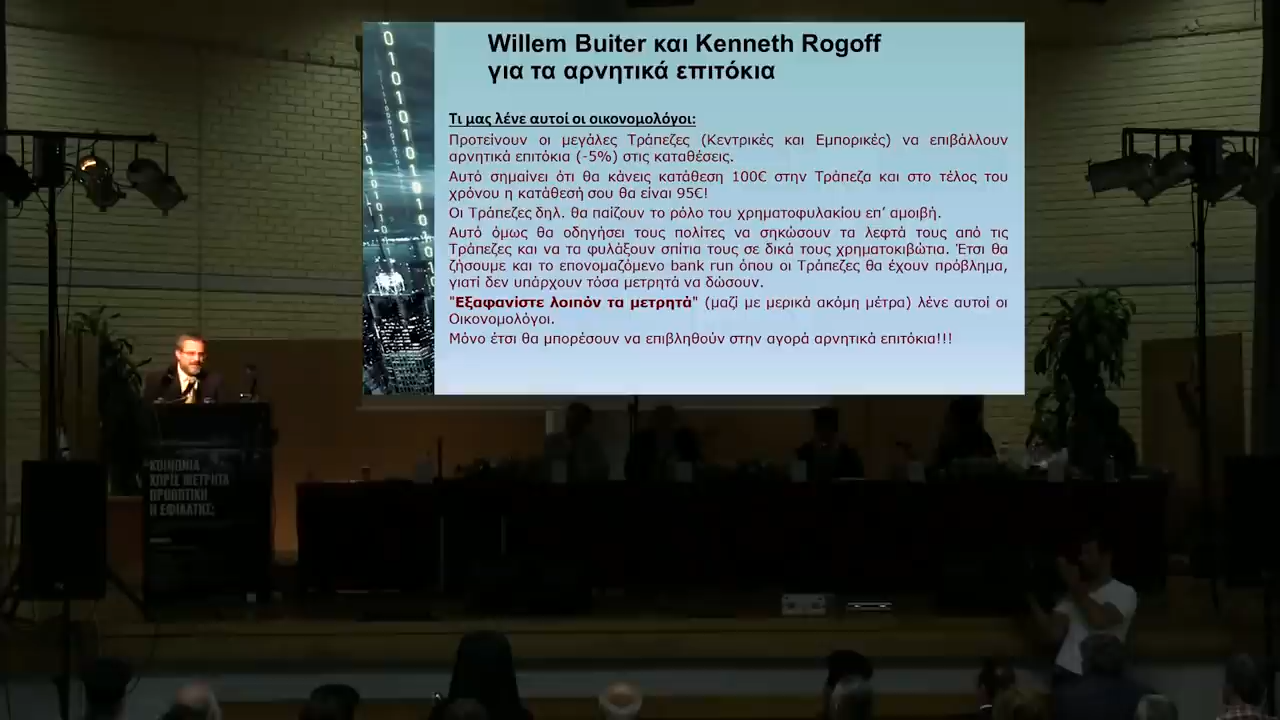 Willem Buiter και Kenneth Rogoff
για τα αρνητικά επιτόκια
Τι μας λένε αυτοί οι οικονομολόγοι:
Προτείνουν οι μεγάλες Τράπεζες (Κεντρικές και Εμπορικές) να επιβάλλουν
αρνητικά επιτόκια (-5%) στις καταθέσεις.
Αυτό σημαίνει ότι θα κάνεις κατάθεση 100€ στην Τράπεζα και στο τέλος του
χρόνου η κατάθεσή σου θα είναι 95€!
Οι Τράπεζες δηλ. θα παίζουν το ρόλο του χρηματοφυλακίου επ’ αμοιβή.
Αυτό όμως θα οδηγήσει τους πολίτες να σηκώσουν τα λεφτά τους από τις
Τράπεζες και να τα φυλάξουν σπίτια τους σε δικά τους χρηματοκιβώτια. Έτσι θα
ζήσουμε και το επονομαζόμενο bank run όπου οι Τράπεζες θα έχουν πρόβλημα,
γιατί δεν υπάρχουν τόσα μετρητά να δώσουν.
"Εξαφανίστε λοιπόν τα μετρητά" (μαζί με μερικά ακόμη μέτρα) λένε αυτοί οι
Οικονομολόγοι.
Μόνο έτσι θα μπορέσουν να επιβληθούν στην αγορά αρνητικά επιτόκια!!!
ΚΟΙΝΩΝΙΑ
ΧΩΡΙΣ ΜΕΤΡΗΤΑ
ΠΡΟΟΠΤΙΚΗ
Ή ΕΦΙΑΛΤΗΣ;